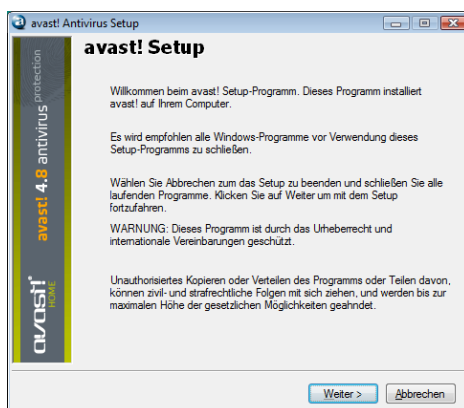 avast! Antivirus Setup
avast! Setup
Willkommen beim avast! Setup-Programm. Dieses Programm installiert
avast! auf Ihrem Computer.
Es wird empfohlen alle Windows-Programme vor Verwendung dieses
Setup-Programms zu schließen.
Wählen Sie Abbrechen zum das Setup zu beenden und schließen Sie alle
laufenden Programme. Klicken Sie auf Weiter um mit dem Setup
fortzufahren.
WARNUNG: Dieses Programm ist durch das Urheberrecht und
internationale Vereinbarungen geschützt.
Unauthorisiertes Kopieren oder Verteilen des Programms oder Teilen davon,
können zivil- und strafrechtliche Folgen mit sich ziehen, und werden bis zur
maximalen Höhe der gesetzlichen Möglichkeiten geahndet.
avast! 4.8 antivirus protection
avast!
HOME
Weiter >
Abbrechen